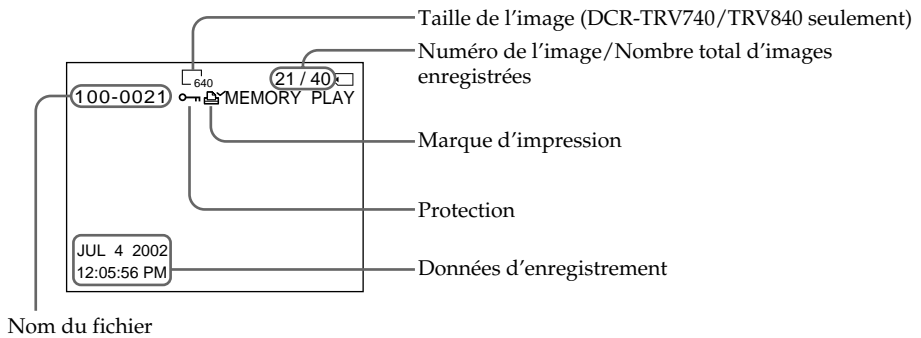 Taille de l'image (DCR-TRV740/TRV840 seulement)
Numéro de l'image/Nombre total d'images
enregistrées
640
21 / 40
100-0021
MEMORY PLAY
Marque d'impression
Protection
JUL 4 2002
12:05:56 PM
Données d'enregistrement
Nom du fichier